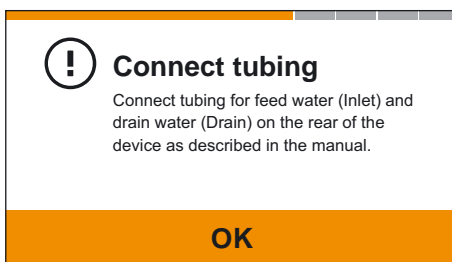 Connect tubing
Connect tubing for feed water (Inlet) and
drain water (Drain) on the rear of the
device as described in the manual.
OK